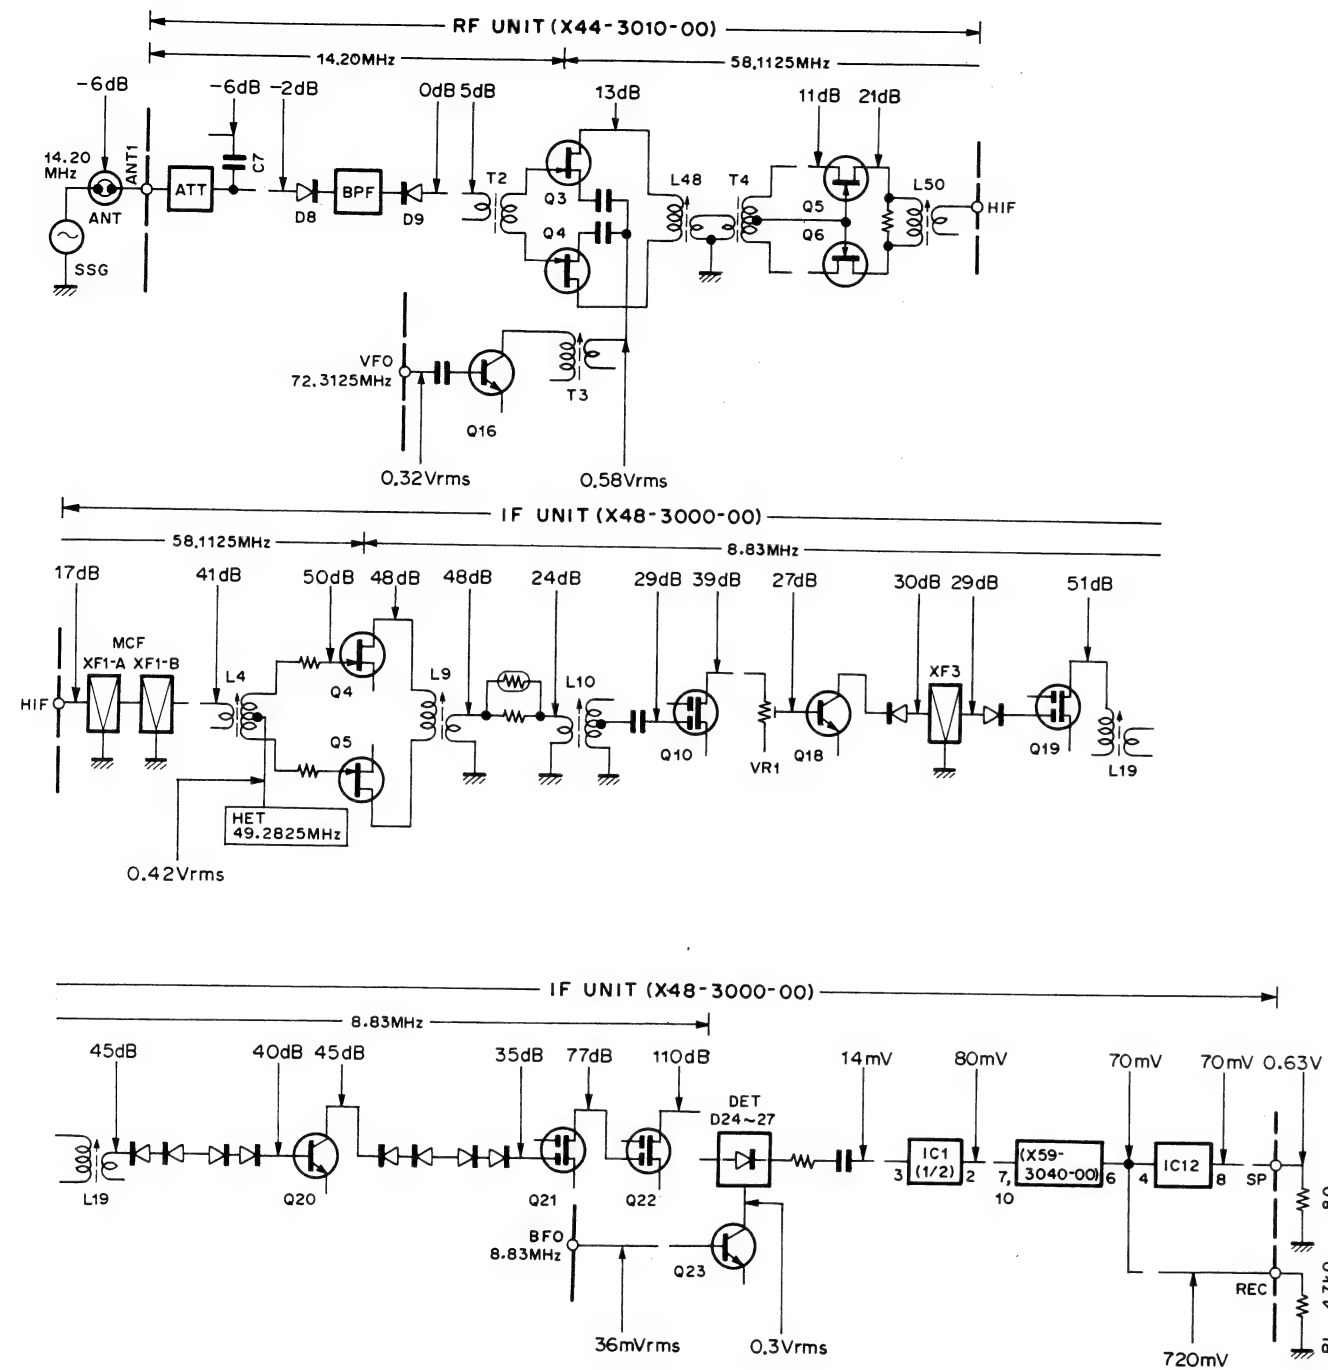 RF UNIT (X44-3010-00)
14.20MHz
58.1125MHz
-6dB
-6dB
-2dB
0dB
5dB
13dB
11dB
21dB
14.20
MHz
ANT1
ATT
C7
BPF
D8
D9
ANT
SSG
T2
Q3
Q4
L48
T4
Q5
Q6
L50
HIF
VFO
72.3125MHz
Q16
T3
0.32Vrms
0.58Vrms
IF UNIT (X48-3000-00)
58.1125MHz
8.83MHz
17dB
41dB
50dB
48dB
48dB
24dB
29dB
39dB
27dB
30dB
29dB
51dB
MCF
XF1-A
XF1-B
HIF
L4
Q4
Q5
L9
L10
Q10
VR1
Q18
XF3
Q19
L19
HET
49.2825MHz
0.42Vrms
IF UNIT (X48-3000-00)
8.83MHz
45dB
40dB
45dB
35dB
77dB
110dB
14mV
80mV
70mV
70mV
0.63V
DET
D24~27
L19
Q20
Q21
Q22
3
IC1
(1/2)
2
7,
10
(X59-
3040-00)
6
4
IC12
8
SP
BFO
8.83MHz
Q23
REC
36mVrms
0.3Vrms
720mV